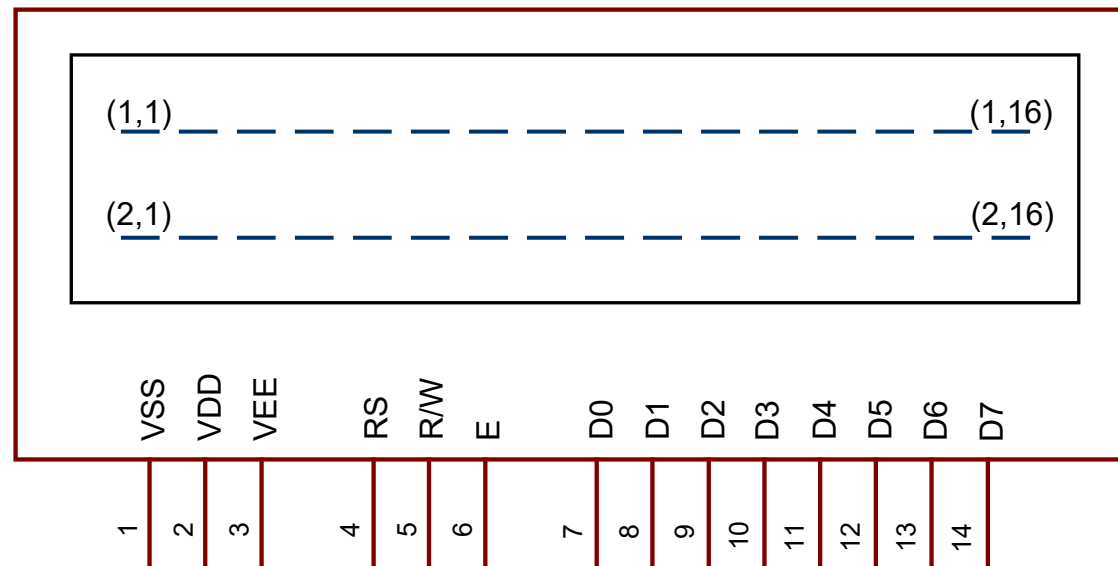 (1,1) (1,16)
(2,1) (2,16)
VSS VDD VEE RS R/W E D0 D1 D2 D3 D4 D5 D6 D7
1 2 3 4 5 6 7 8 9 10 11 12 13 14